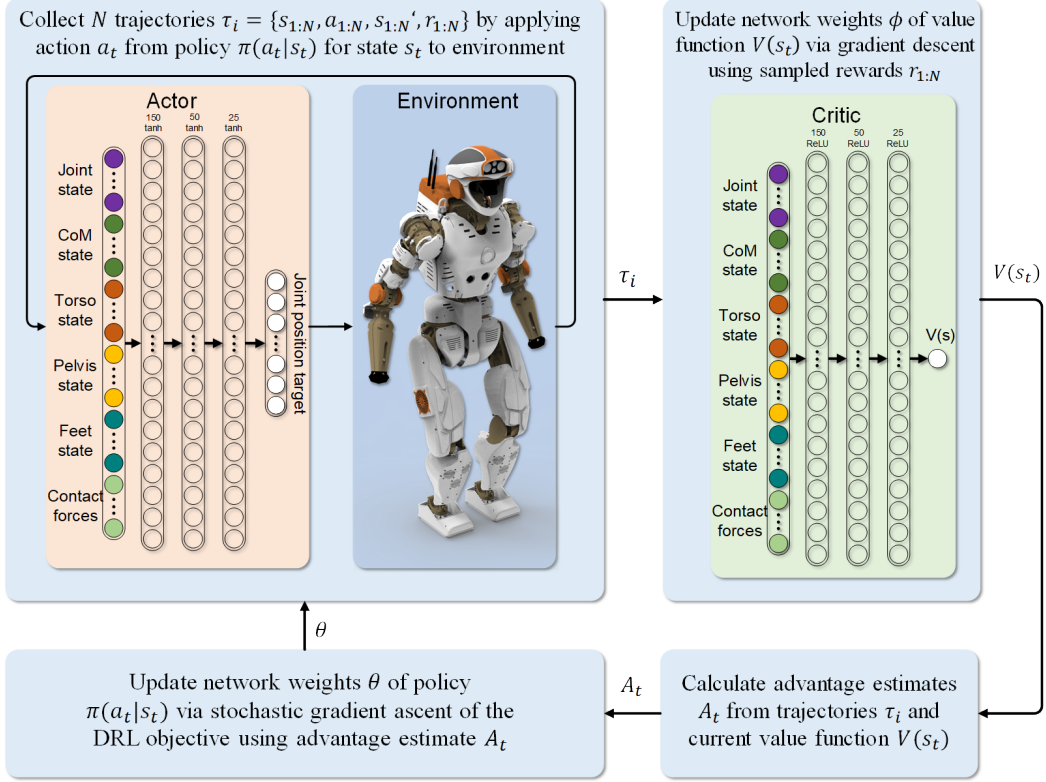 Collect N trajectories τᵢ = {s₁:N, a₁:N, s₁:N‘, r₁:N} by applying
action aₜ from policy π(aₜ|sₜ) for state sₜ to environment
Actor
150
tanh
50
tanh
25
tanh
Joint
state
CoM
state
Torso
state
Pelvis
state
Feet
state
Contact
forces
Joint position target
Environment
τᵢ
Update network weights ϕ of value
function V(sₜ) via gradient descent
using sampled rewards r₁:N
Critic
150
ReLU
50
ReLU
25
ReLU
Joint
state
CoM
state
Torso
state
Pelvis
state
Feet
state
Contact
forces
V(s)
V(sₜ)
Calculate advantage estimates
Aₜ from trajectories τᵢ and
current value function V(sₜ)
Aₜ
Update network weights θ of policy
π(aₜ|sₜ) via stochastic gradient ascent of the
DRL objective using advantage estimate Aₜ
θ